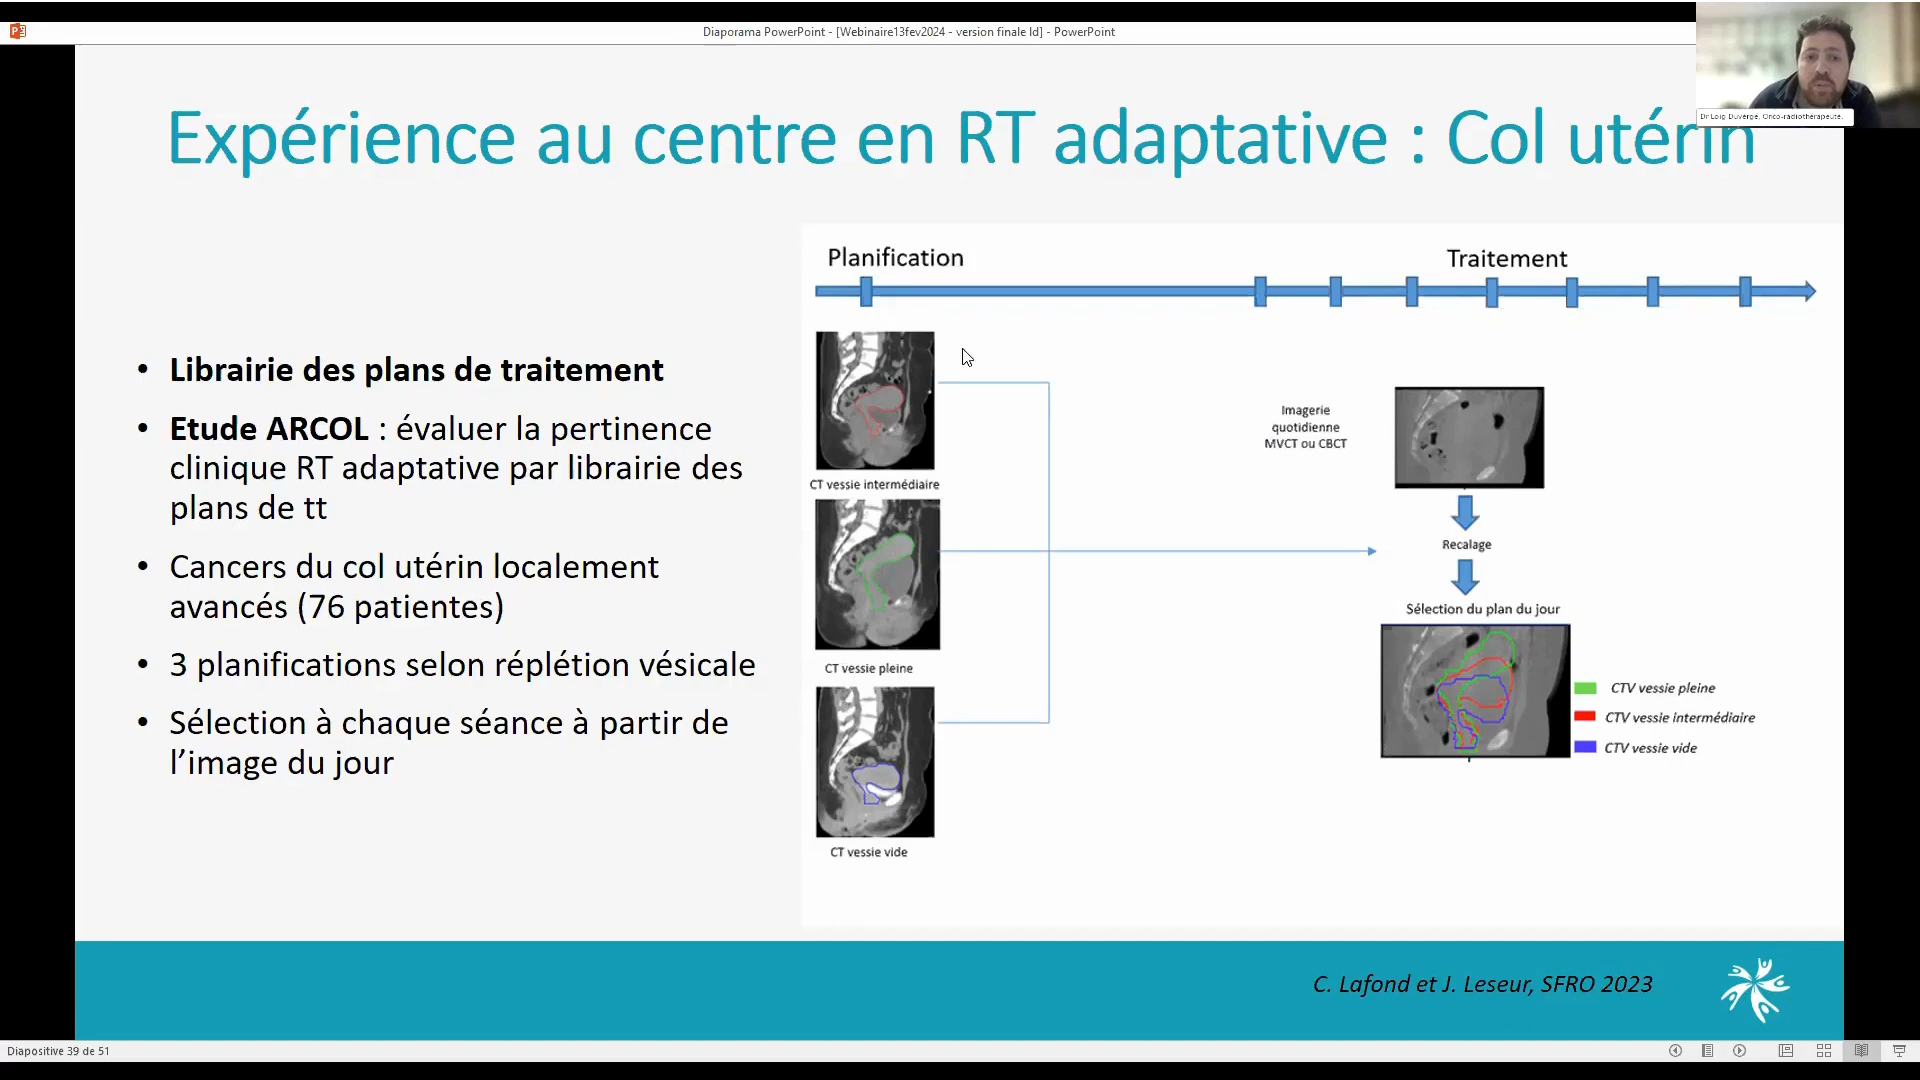 Diaporama PowerPoint - [Webinaire13fev2024 - version finale ld] - PowerPoint
Dr Loig Duvergé, Onco-radiothérapeute.
Expérience au centre en RT adaptative : Col utérin
• Librairie des plans de traitement
• Etude ARCOL : évaluer la pertinence
clinique RT adaptative par librairie des
plans de tt
• Cancers du col utérin localement
avancés (76 patientes)
• 3 planifications selon réplétion vésicale
• Sélection à chaque séance à partir de
l’image du jour
Planification
Traitement
CT vessie intermédiaire
CT vessie pleine
CT vessie vide
Imagerie
quotidienne
MVCT ou CBCT
Recalage
Sélection du plan du jour
CTV vessie pleine
CTV vessie intermédiaire
CTV vessie vide
C. Lafond et J. Leseur, SFRO 2023
Diapositive 39 de 51